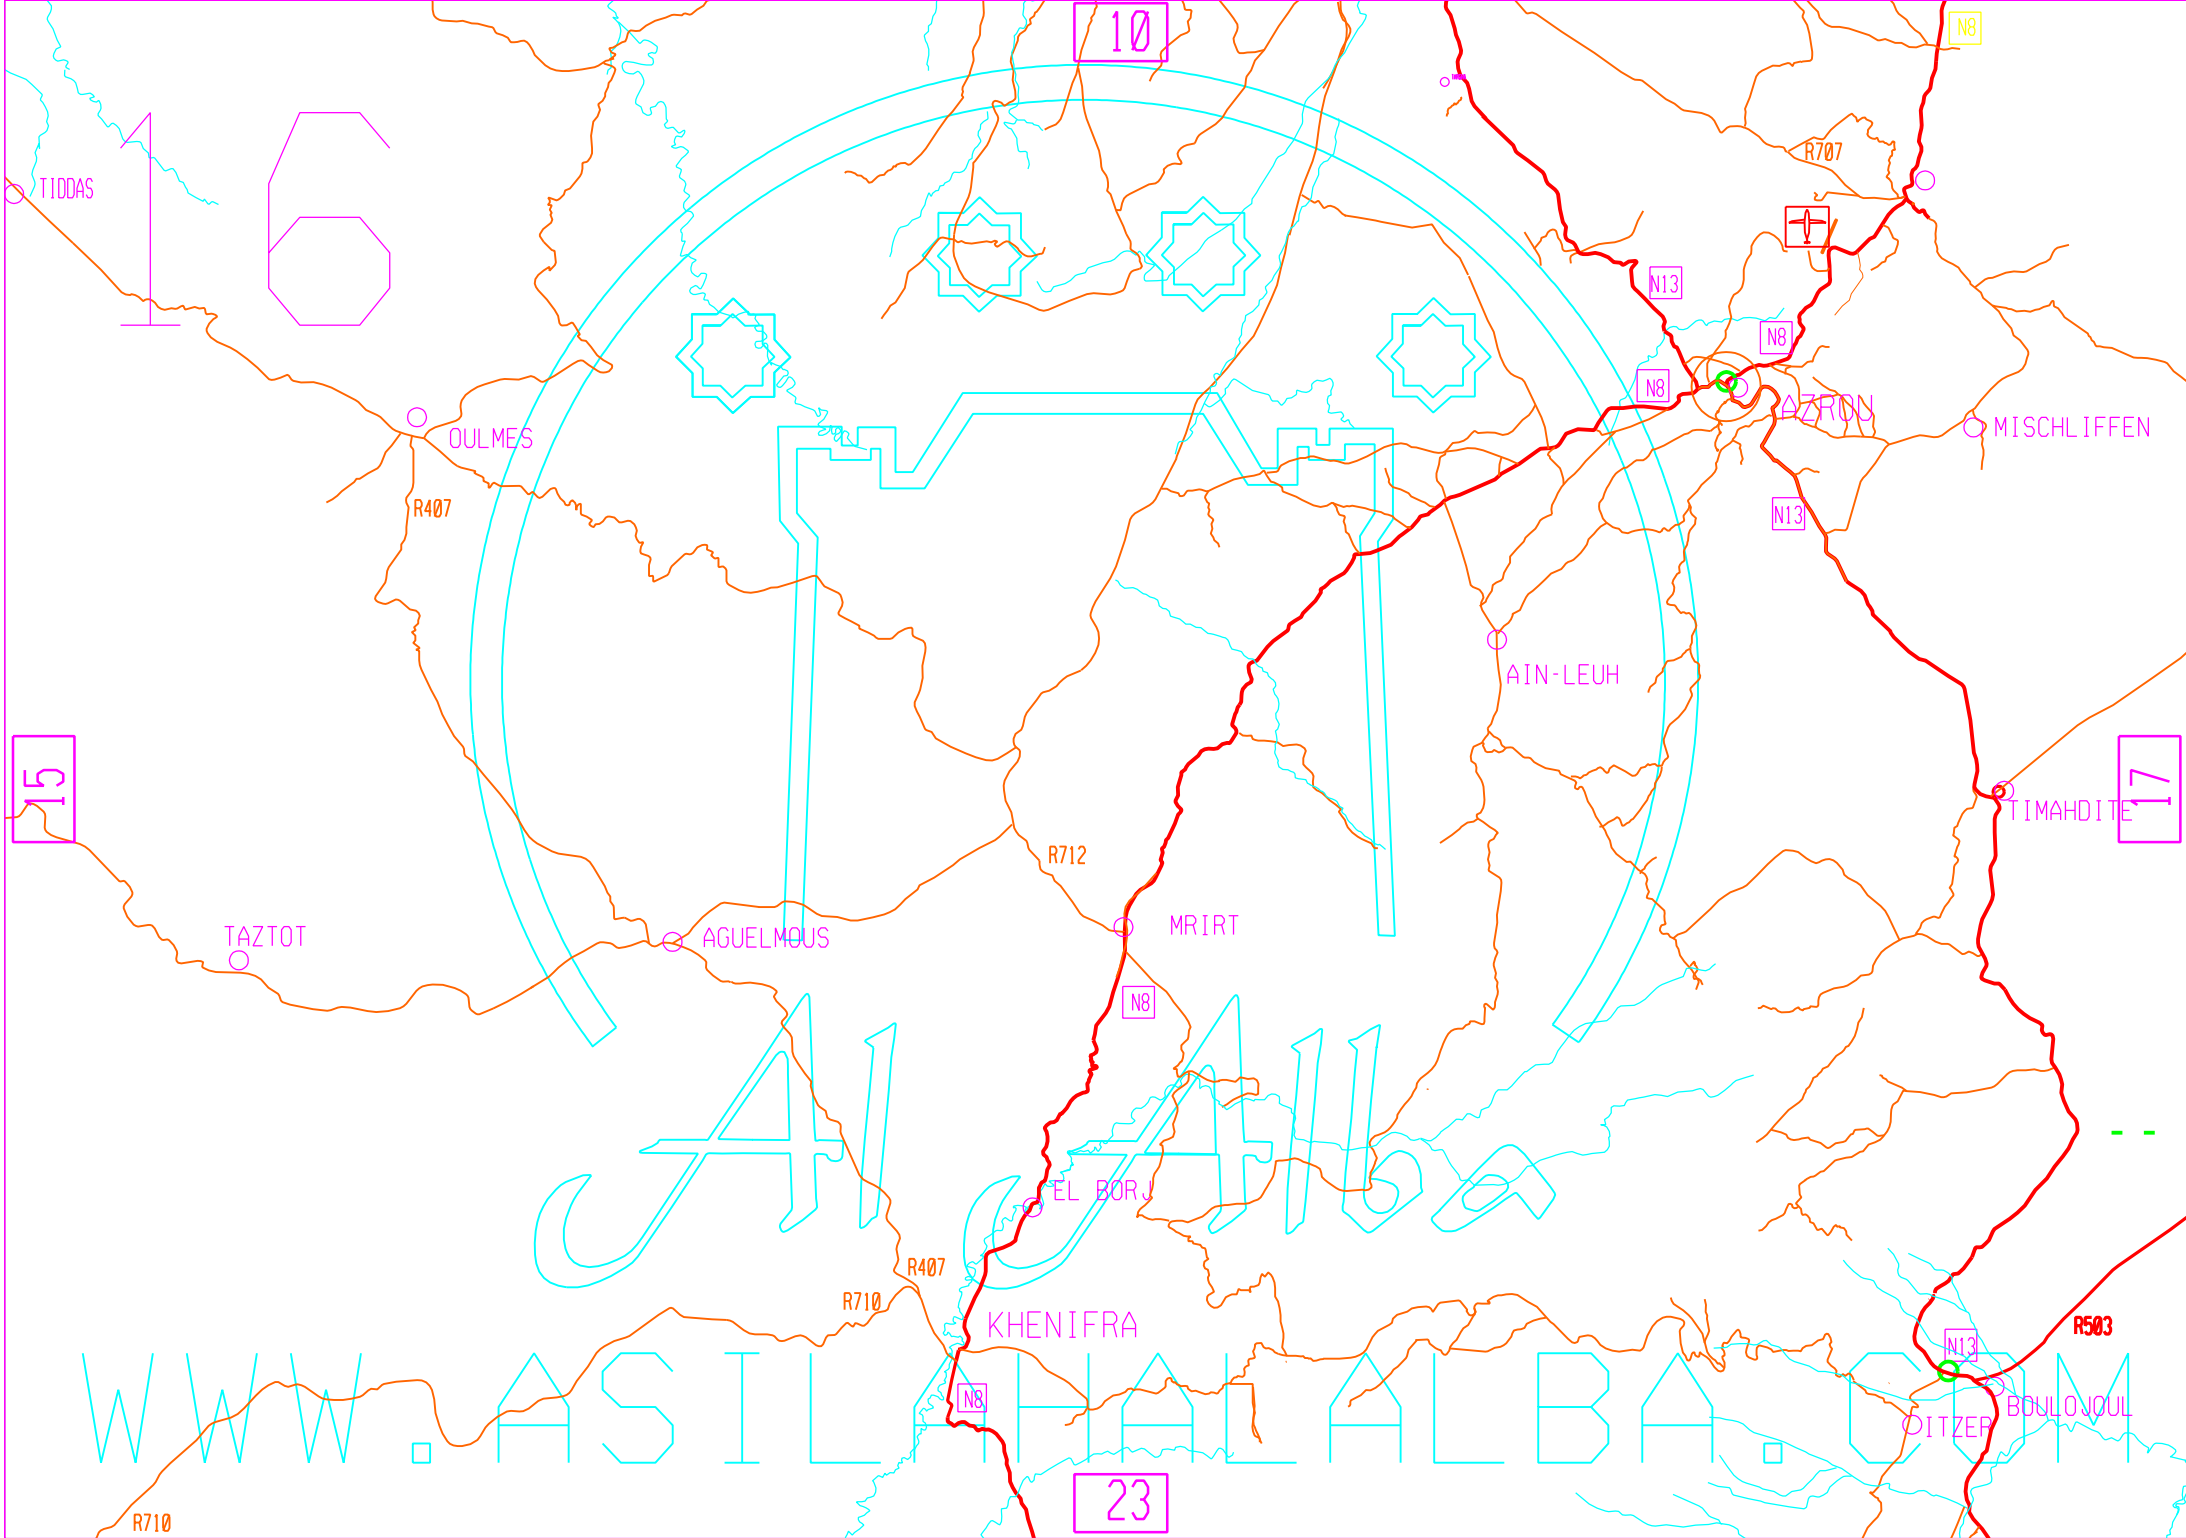 10
N8
R707
16
TIDDAS
N13
N8
N8
AZROU
MISCHLIFFEN
OULMES
R407
N13
AIN-LEUH
15
17
TIMAHDITE
R712
TAZTOT
AGUELMOUS
MRIRT
N8
Al Alba
EL BORJ
R407
R710
KHENIFRA
R503
N13
WWW.ASILAHALALBA.COM
N8
BOULOJOUL
ITZER
23
R710